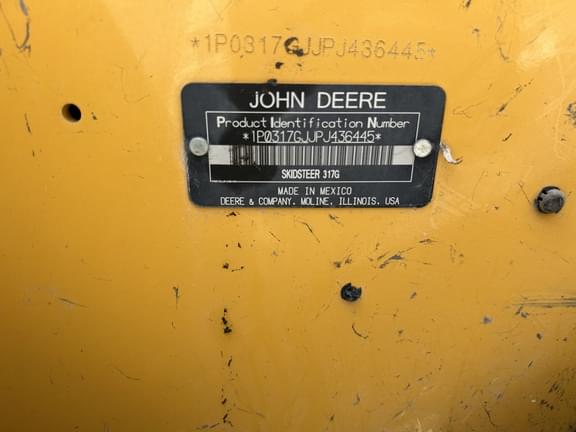 *1P0317GJJPJ436445*
JOHN DEERE
Product Identification Number
*1P0317GJJPJ436445*
SKIDSTEER 317G
MADE IN MEXICO
DEERE & COMPANY, MOLINE, ILLINOIS, USA